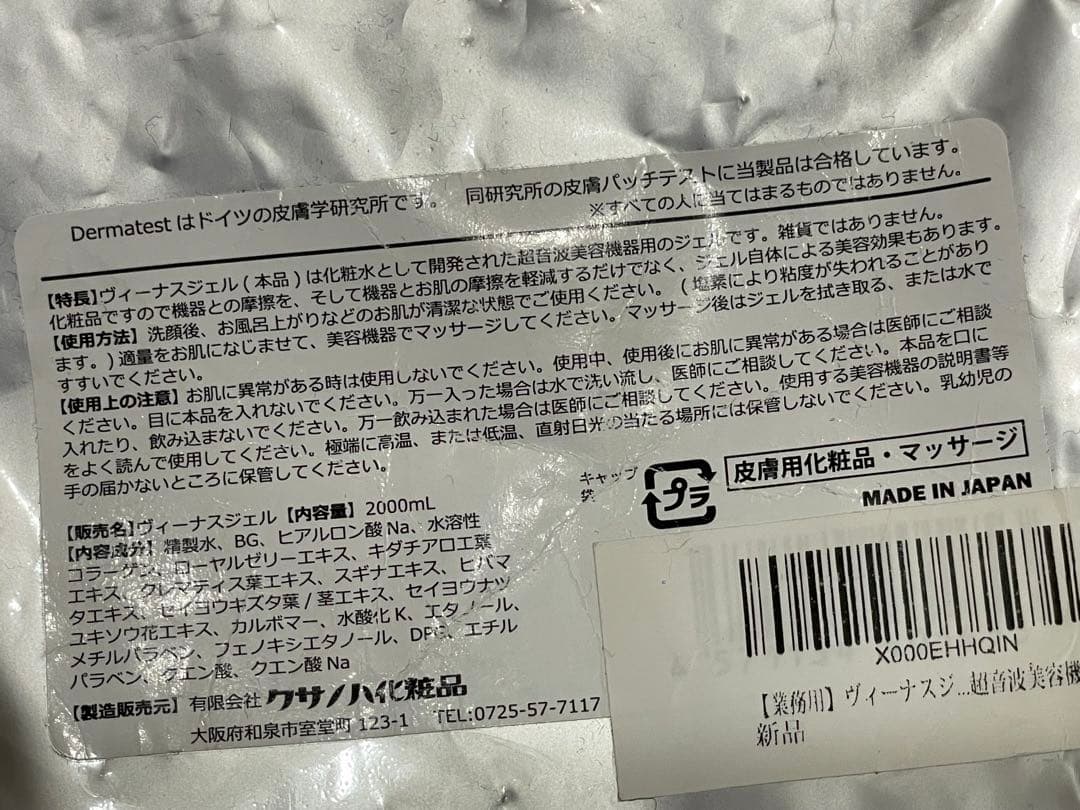 Dermatest はドイツの皮膚学研究所です。 同研究所の皮膚パッチテストに当製品は合格しています。
※すべての人に当てはまるものではありません。
【特長】ヴィーナスジェル(本品)は化粧水として開発された超音波美容機器用のジェルです。雑貨ではありません。
化粧品ですので機器との摩擦を、そして機器とお肌の摩擦を軽減するだけでなく、ジェル自体による美容効果もあります。
【使用方法】洗顔後、お風呂上がりなどのお肌が清潔な状態でご使用ください。(塩素により粘度が失われることがあり
ます。)適量をお肌になじませて、美容機器でマッサージしてください。マッサージ後はジェルを拭き取る、または水で
すすいでください。
【使用上の注意】お肌に異常がある時は使用しないでください。使用中、使用後にお肌に異常がある場合は医師にご相談
ください。目に本品を入れないでください。万一入った場合は水で洗い流し、医師にご相談してください。本品を口に
入れたり、飲み込まないでください。万一飲み込まれた場合は医師にご相談してください。使用する美容機器の説明書等
をよく読んで使用してください。極端に高温、または低温、直射日光の当たる場所には保管しないでください。乳幼児の
手の届かないところに保管してください。
キャップ
袋
プラ
皮膚用化粧品・マッサージ
MADE IN JAPAN
【販売名】ヴィーナスジェル【内容量】2000mL
【内容成分】精製水、BG、ヒアルロン酸Na、水溶性
コラーゲン、ローヤルゼリーエキス、キダチアロエ葉
エキス、クレマティス葉エキス、スギナエキス、ヒバマ
タエキス、セイヨウキズタ葉/茎エキス、セイヨウナツ
ユキソウ花エキス、カルボマー、水酸化K、エタノール、
メチルパラベン、フェノキシエタノール、DPG、エチル
パラベン、クエン酸、クエン酸Na
【製造販売元】有限会社クサノハ化粧品
大阪府和泉市室堂町 123-1 TEL:0725-57-7117
X000EHHQIN
【業務用】ヴィーナスジ...超音波美容機
新品